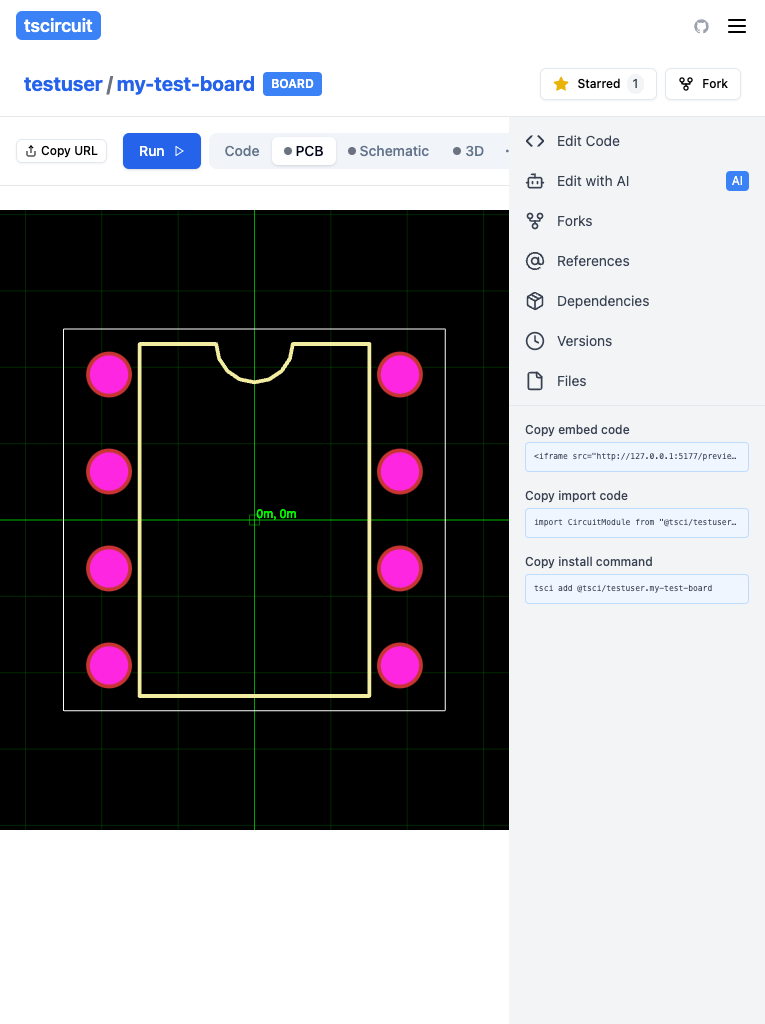 tscircuit
testuser / my-test-board BOARD
Starred 1
Fork
Copy URL
Run
Code
PCB
Schematic
3D
0m, 0m
Edit Code
Edit with AI AI
Forks
References
Dependencies
Versions
Files
Copy embed code
<iframe src="http://127.0.0.1:5177/previe…
Copy import code
import CircuitModule from "@tsci/testuser…
Copy install command
tsci add @tsci/testuser.my-test-board